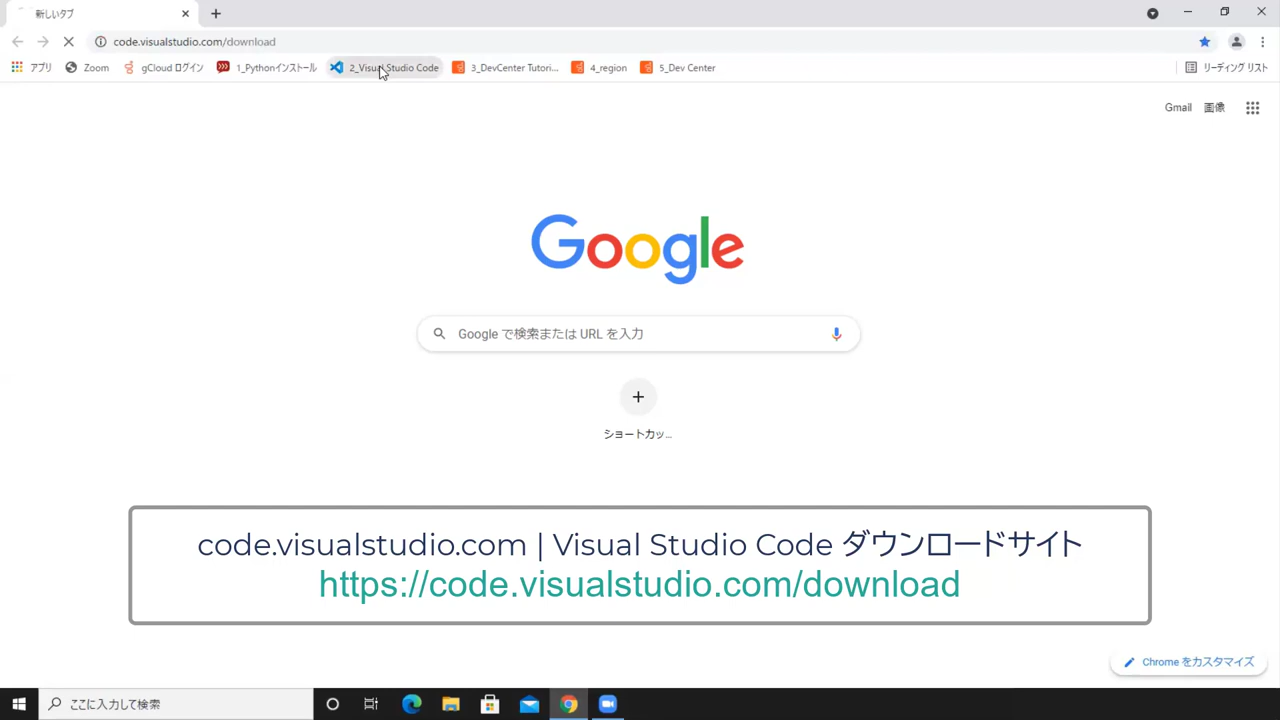 新しいタブ
code.visualstudio.com/download
アプリ
Zoom
gCloud ログイン
1_Pythonインストール
2_Visual Studio Code
3_DevCenter Tutori...
4_region
5_Dev Center
リーディング リスト
Gmail
画像
Google
Google で検索または URL を入力
ショートカッ...
code.visualstudio.com | Visual Studio Code ダウンロードサイト
https://code.visualstudio.com/download
Chrome をカスタマイズ
ここに入力して検索